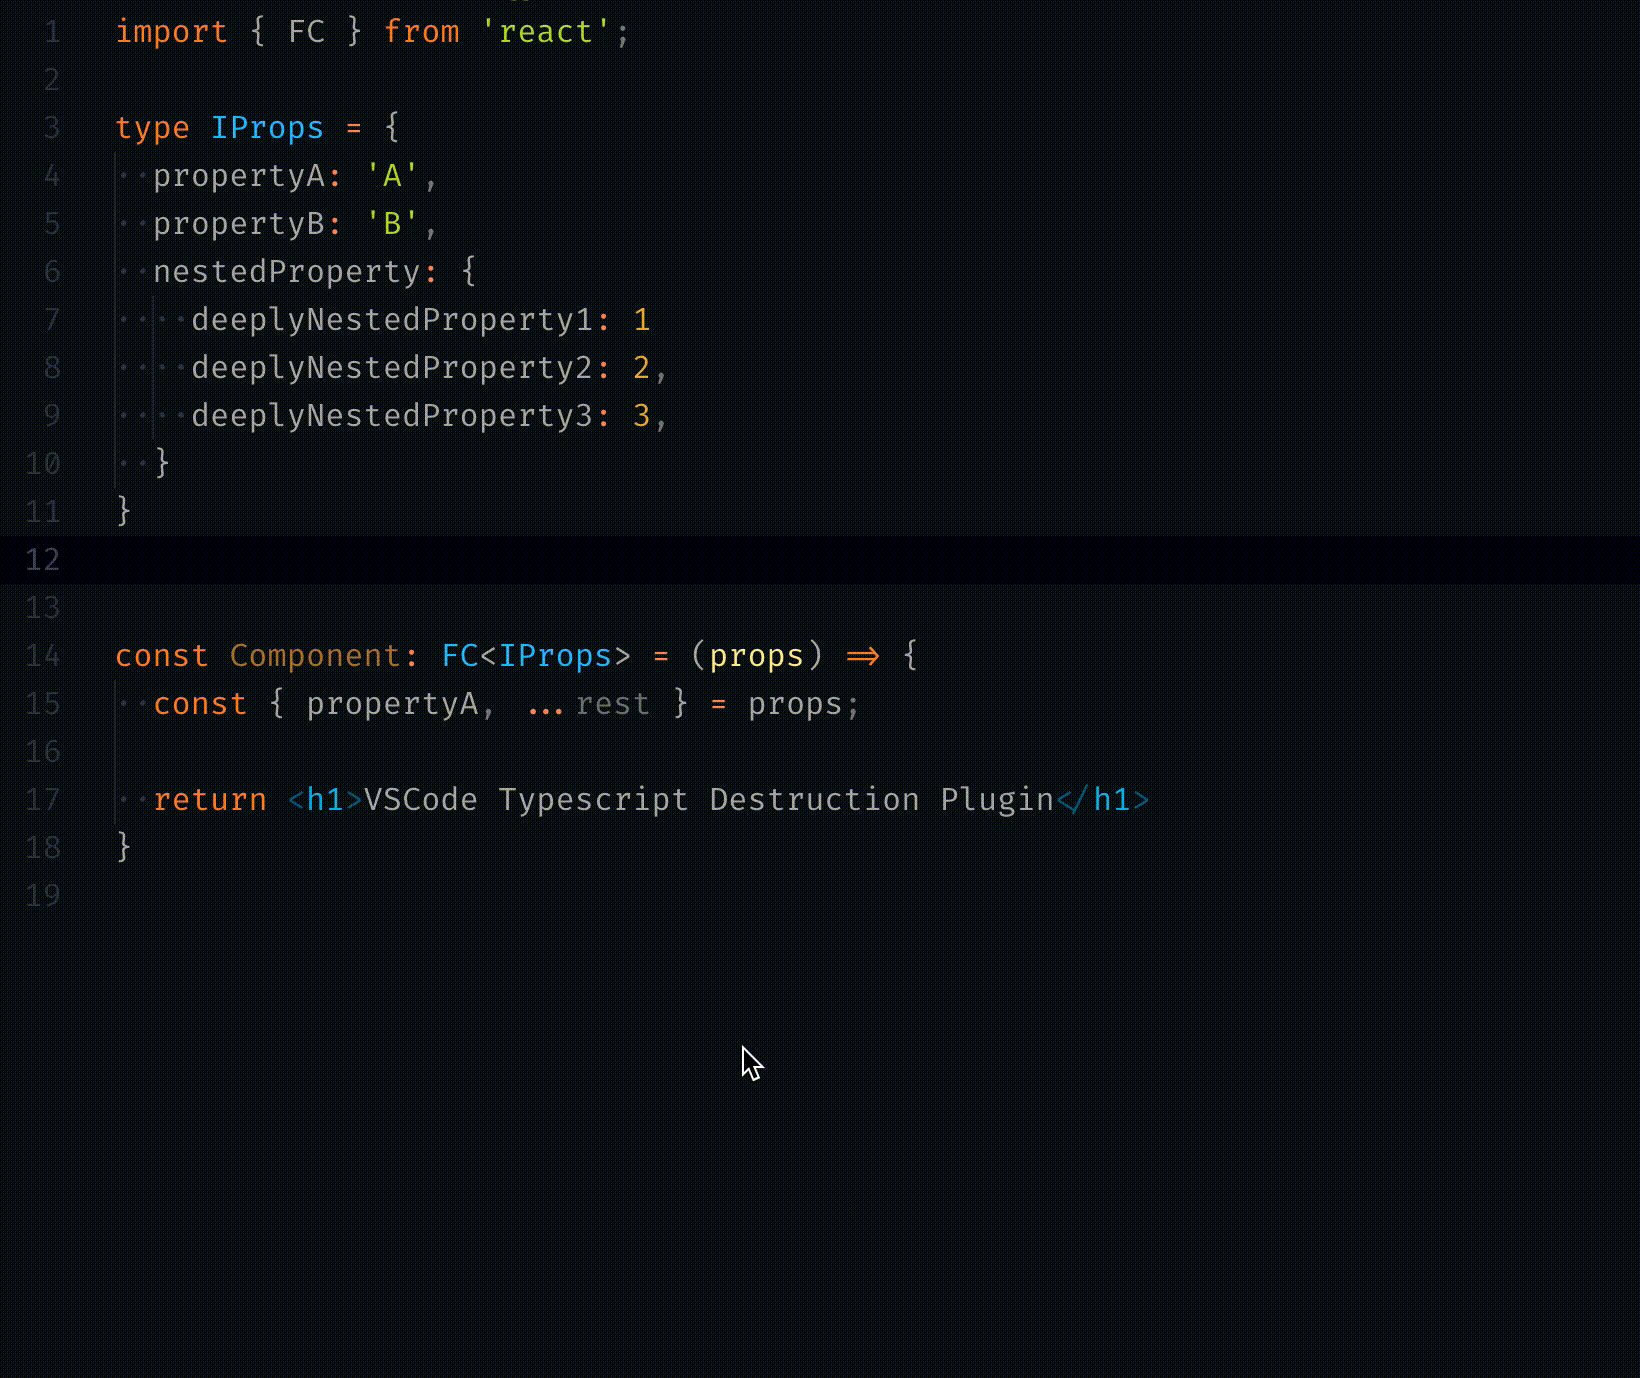 1 import { FC } from 'react';
2
3 type IProps = {
4 ··propertyA: 'A',
5 ··propertyB: 'B',
6 ··nestedProperty: {
7 ····deeplyNestedProperty1: 1
8 ····deeplyNestedProperty2: 2,
9 ····deeplyNestedProperty3: 3,
10 ··}
11 }
12
13
14 const Component: FC<IProps> = (props) => {
15 ··const { propertyA, ...rest } = props;
16
17 ··return <h1>VSCode Typescript Destruction Plugin</h1>
18 }
19